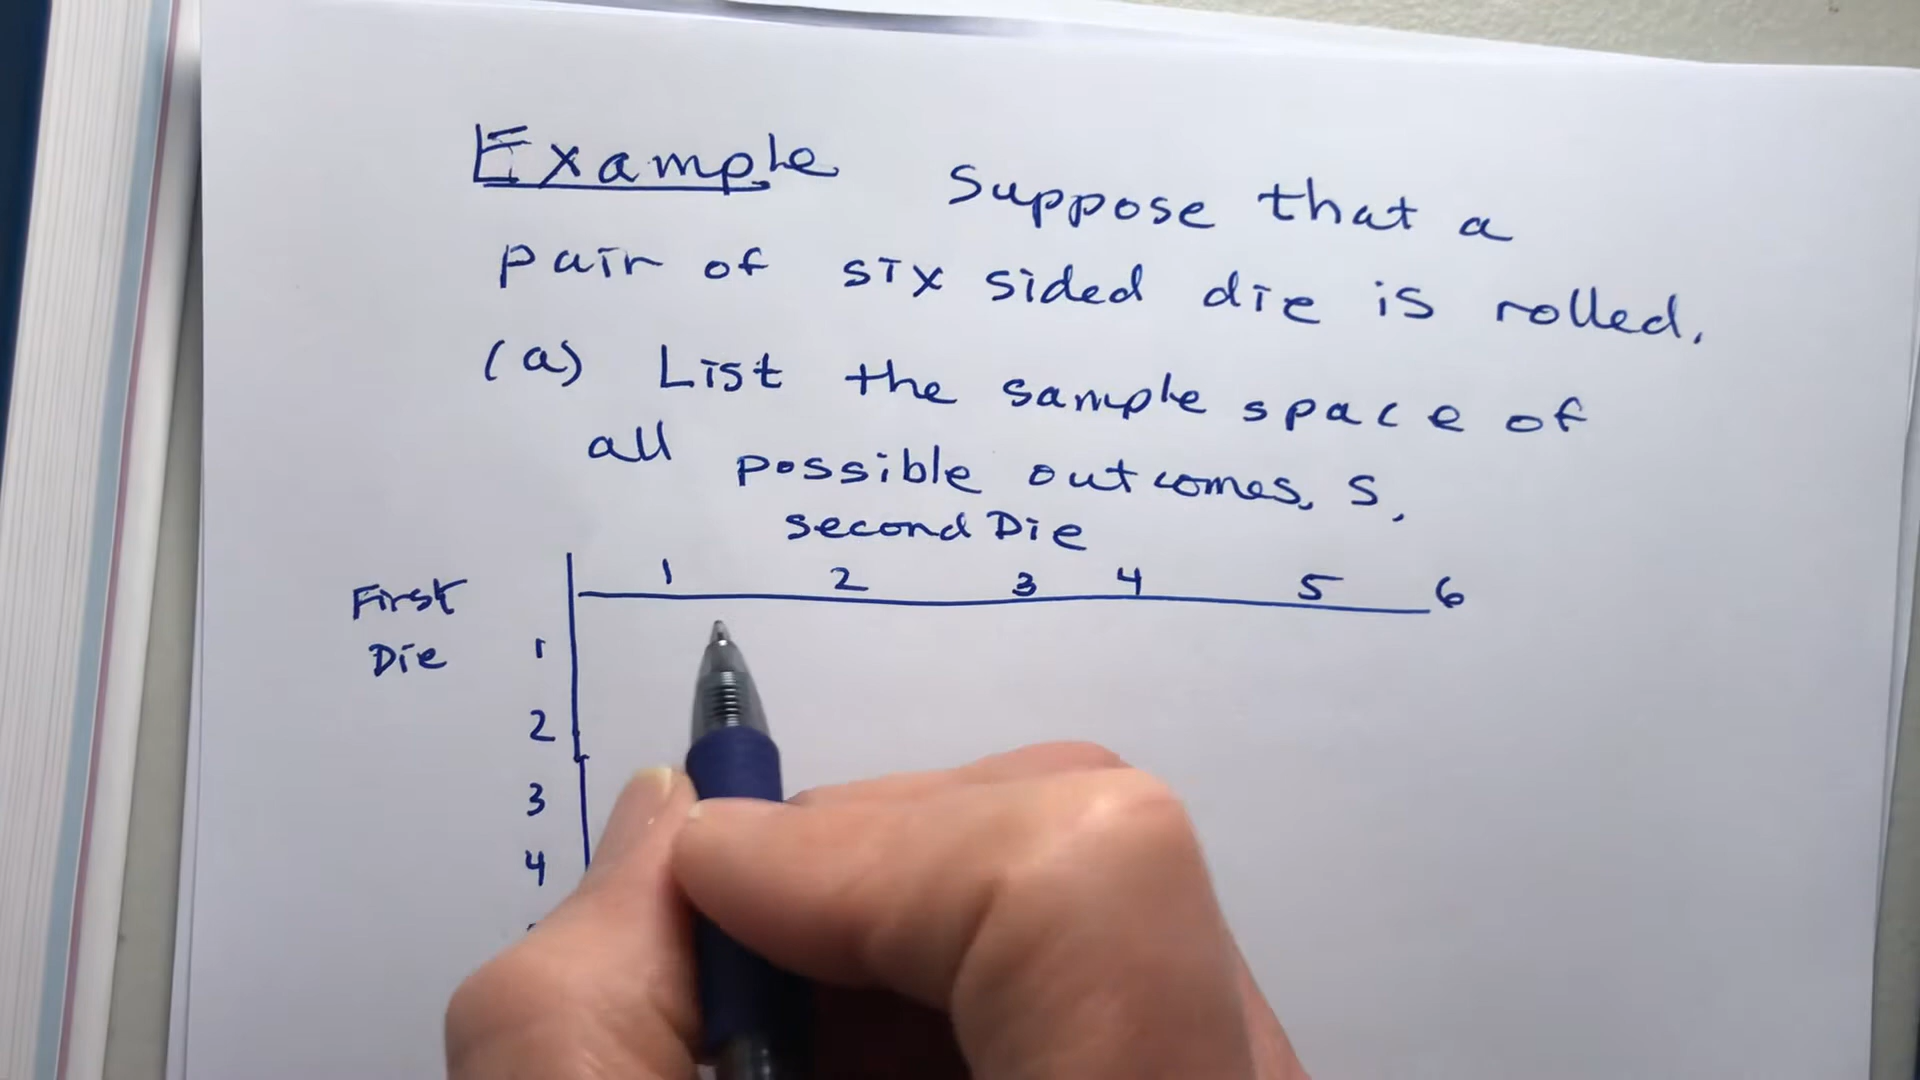 Example Suppose that a
pair of six sided die is rolled.
(a) List the sample space of
all possible outcomes, S,
second Die
First 1 2 3 4 5 6
Die 1
2
3
4